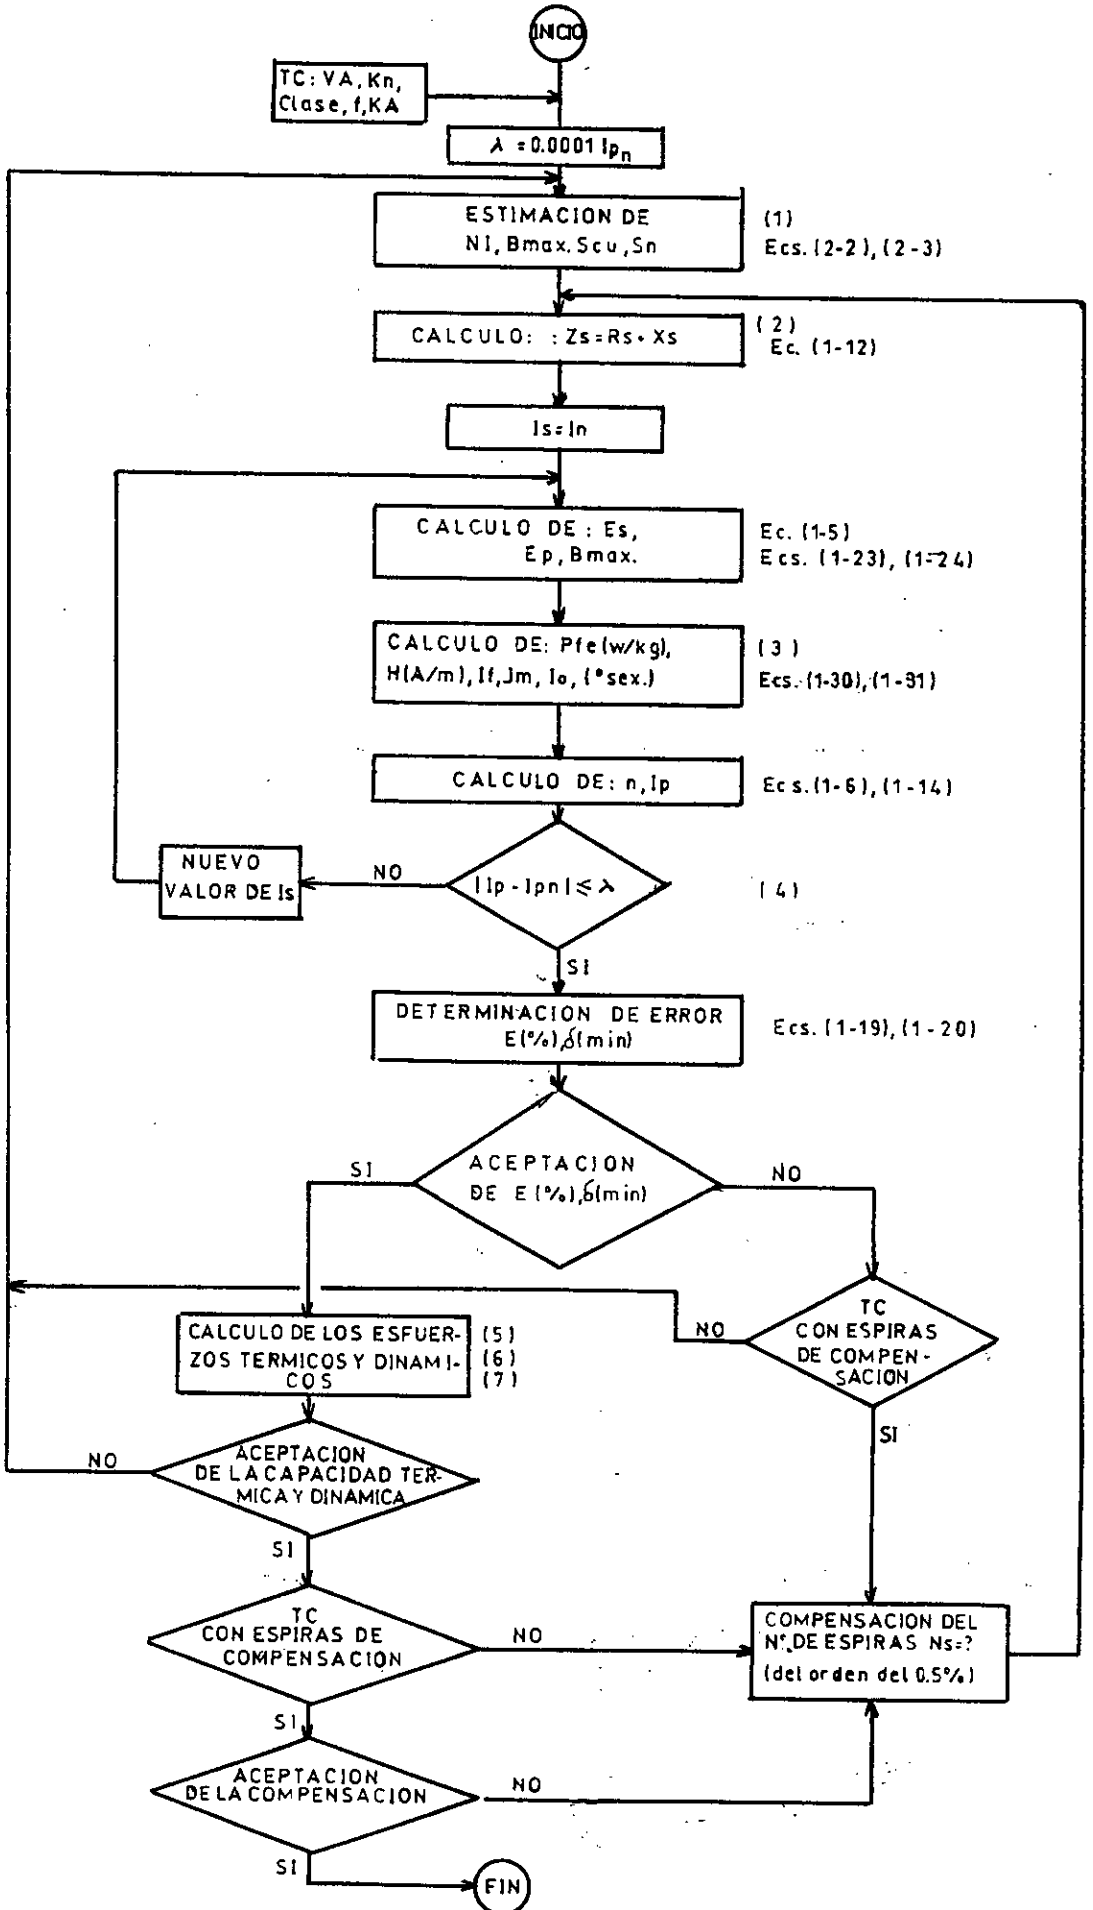 INICIO
TC: VA, Kn,
Clase, f, KA
λ = 0.0001 Ipn
ESTIMACION DE
NI, Bmax. Scu, Sn
(1)
Ecs. (2-2), (2-3)
CALCULO: : Zs = Rs + Xs
(2)
Ec. (1-12)
Is = In
CALCULO DE : Es,
Ep, Bmax.
Ec. (1-5)
Ecs. (1-23), (1-24)
CALCULO DE: Pfe (w/kg),
H(A/m), If, Jm, Io, (*sex.)
(3)
Ecs. (1-30), (1-31)
CALCULO DE: n, Ip
Ecs. (1-6), (1-14)
NUEVO
VALOR DE Is
NO
|Ip - Ipn| ≤ λ
(4)
SI
DETERMINACION DE ERROR
E(%), δ(min)
Ecs. (1-19), (1-20)
SI
ACEPTACION
DE E(%), δ(min)
NO
CALCULO DE LOS ESFUER-
ZOS TERMICOS Y DINAMI-
COS
(5)
(6)
(7)
NO
TC
CON ESPIRAS
DE COMPEN-
SACION
SI
NO
ACEPTACION
DE LA CAPACIDAD TER-
MICA Y DINAMICA
SI
TC
CON ESPIRAS DE
COMPENSACION
NO
COMPENSACION DEL
N° DE ESPIRAS Ns=?
(del orden del 0.5%)
SI
ACEPTACION
DE LA COMPENSACION
NO
SI
FIN